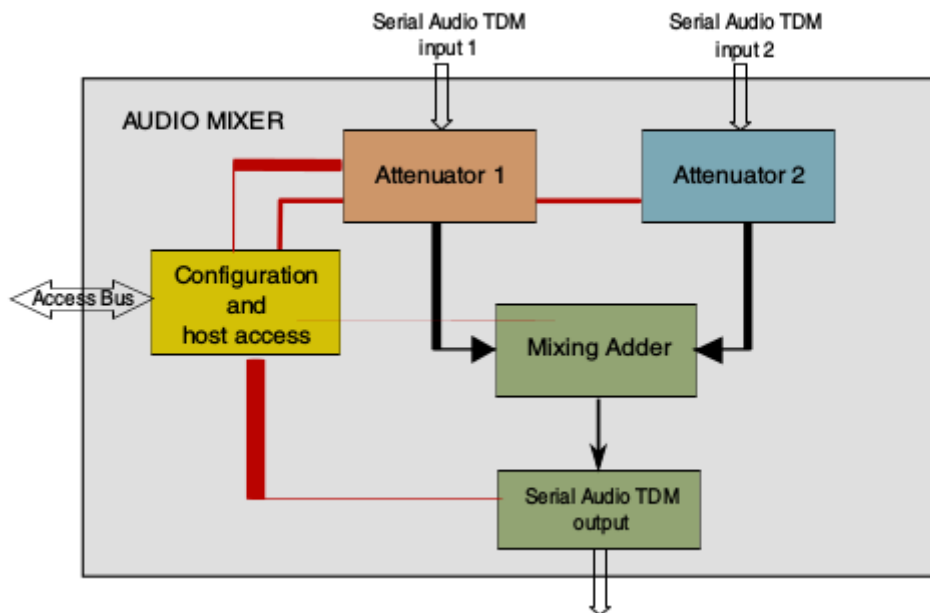 Serial Audio TDM
input 1
Serial Audio TDM
input 2
AUDIO MIXER
Attenuator 1
Attenuator 2
Configuration
and
host access
Access Bus
Mixing Adder
Serial Audio TDM
output